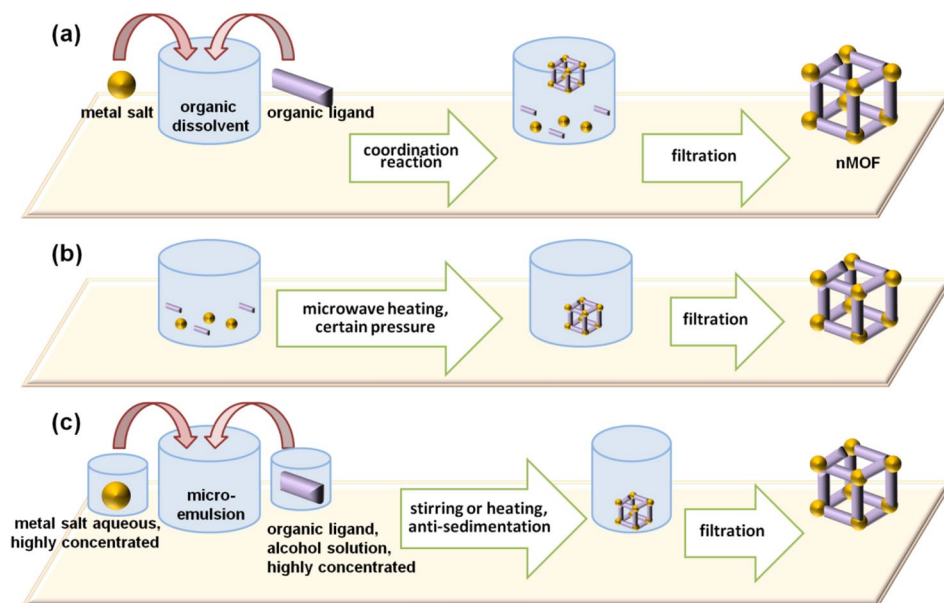 (a)
metal salt
organic
dissolvent
organic ligand
coordination
reaction
filtration
nMOF
(b)
microwave heating,
certain pressure
filtration
(c)
metal salt aqueous,
highly concentrated
micro-
emulsion
organic ligand,
alcohol solution,
highly concentrated
stirring or heating,
anti-sedimentation
filtration